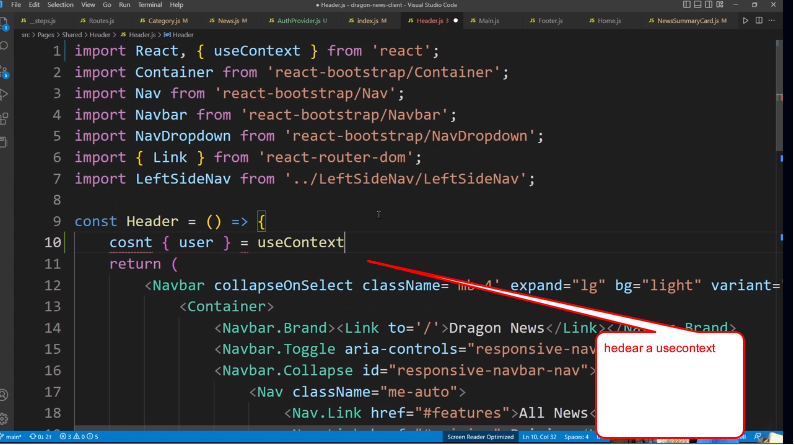 File Edit Selection View Go Run Terminal Help
● Header.js - dragon-news-client - Visual Studio Code
JS _steps.js JS Routes.js JS Category.js M JS News.js M JS AuthProvider.js U JS index.js M JS Header.js 3 ● JS Main.js JS Footer.js JS Home.js JS NewsSummaryCard.js M
src > Pages > Shared > Header > JS Header.js > Header
1 import React, { useContext } from 'react';
2 import Container from 'react-bootstrap/Container';
3 import Nav from 'react-bootstrap/Nav';
4 import Navbar from 'react-bootstrap/Navbar';
5 import NavDropdown from 'react-bootstrap/NavDropdown';
6 import { Link } from 'react-router-dom';
7 import LeftSideNav from '../LeftSideNav/LeftSideNav';
8
9 const Header = () => {
10 cosnt { user } = useContext
11 return (
12 <Navbar collapseOnSelect className='mb-4' expand="lg" bg="light" variant=
13 <Container>
14 <Navbar.Brand><Link to='/'>Dragon News</Link></Navbar.Brand>
15 <Navbar.Toggle aria-controls="responsive-nav
16 <Navbar.Collapse id="responsive-navbar-nav">
17 <Nav className="me-auto">
18 <Nav.Link href="#features">All News<
hedear a usecontext
main* Screen Reader Optimized Ln 10, Col 32 Spaces: 4